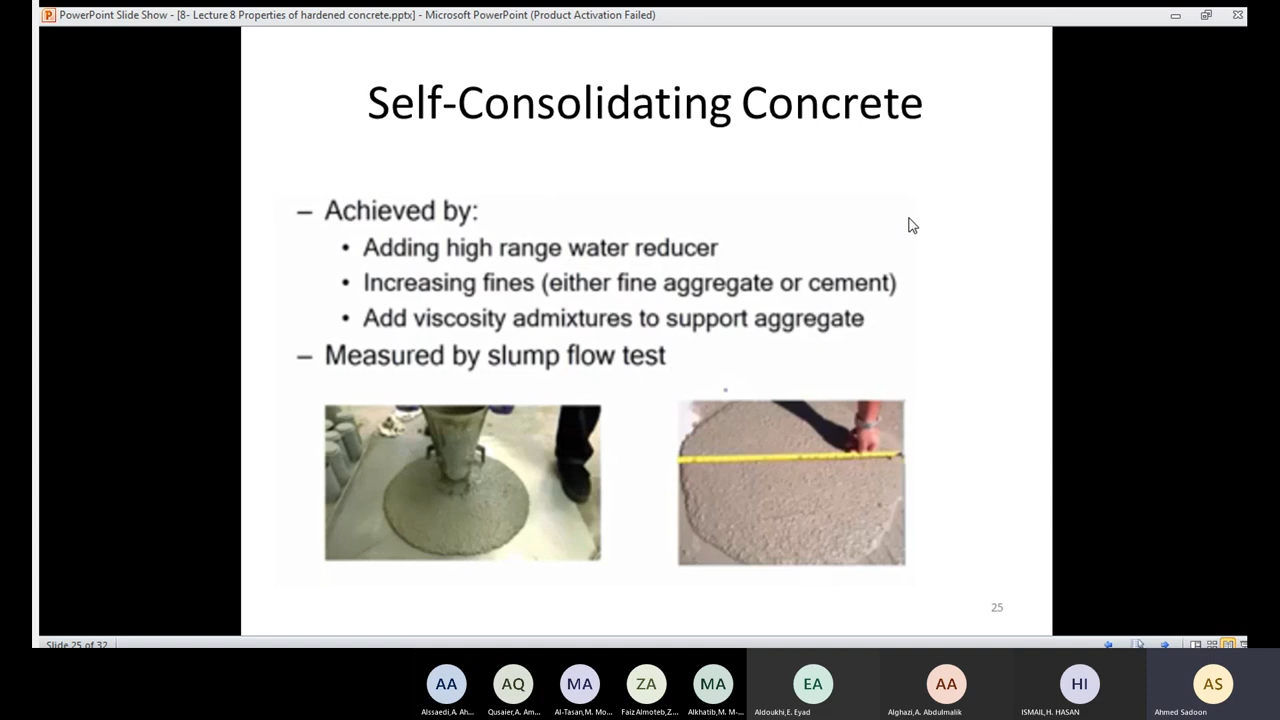 PowerPoint Slide Show - [8- Lecture 8 Properties of hardened concrete.pptx] - Microsoft PowerPoint (Product Activation Failed)
Self-Consolidating Concrete
– Achieved by:
• Adding high range water reducer
• Increasing fines (either fine aggregate or cement)
• Add viscosity admixtures to support aggregate
– Measured by slump flow test
25
Slide 25 of 32
AA
AQ
MA
ZA
MA
EA
AA
HI
AS
Alssaedi,A. Ah...
Qusaier,A. Am...
Al-Tasan,M. Mo...
Faiz Almoteb,Z...
Alkhatib,M. M-...
Aldoukhi,E. Eyad
Alghazi,A. Abdulmalik
ISMAIL,H. HASAN
Ahmed Sadoon